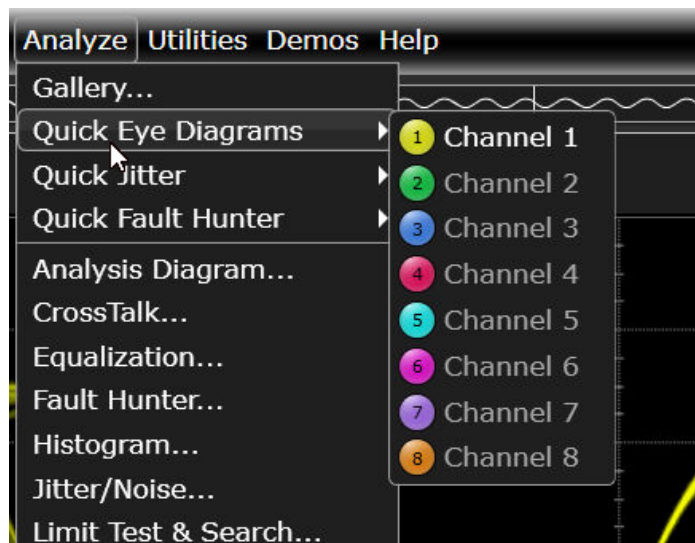 Analyze Utilities Demos Help
Gallery...
Quick Eye Diagrams
Quick Jitter
Quick Fault Hunter
Analysis Diagram...
CrossTalk...
Equalization...
Fault Hunter...
Histogram...
Jitter/Noise...
Limit Test & Search...
1 Channel 1
2 Channel 2
3 Channel 3
4 Channel 4
5 Channel 5
6 Channel 6
7 Channel 7
8 Channel 8